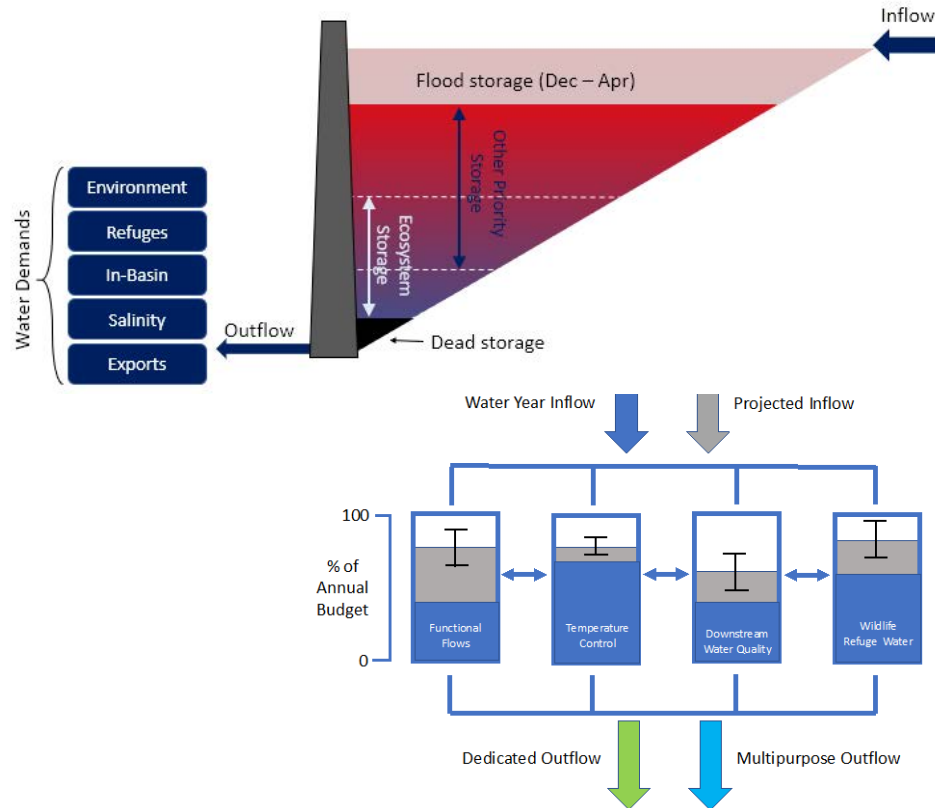 Inflow
Flood storage (Dec – Apr)
Other Priority
Storage
Ecosystem
Storage
Water Demands
Environment
Refuges
In-Basin
Salinity
Exports
Outflow
Dead storage
Water Year Inflow
Projected Inflow
100
% of
Annual
Budget
0
Functional
Flows
Temperature
Control
Downstream
Water Quality
Wildlife
Refuge Water
Dedicated Outflow
Multipurpose Outflow